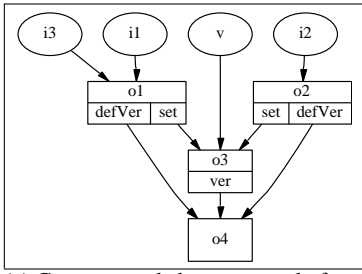 i3 i1 v i2
o1 o2
defVer set set defVer
o3
ver
o4